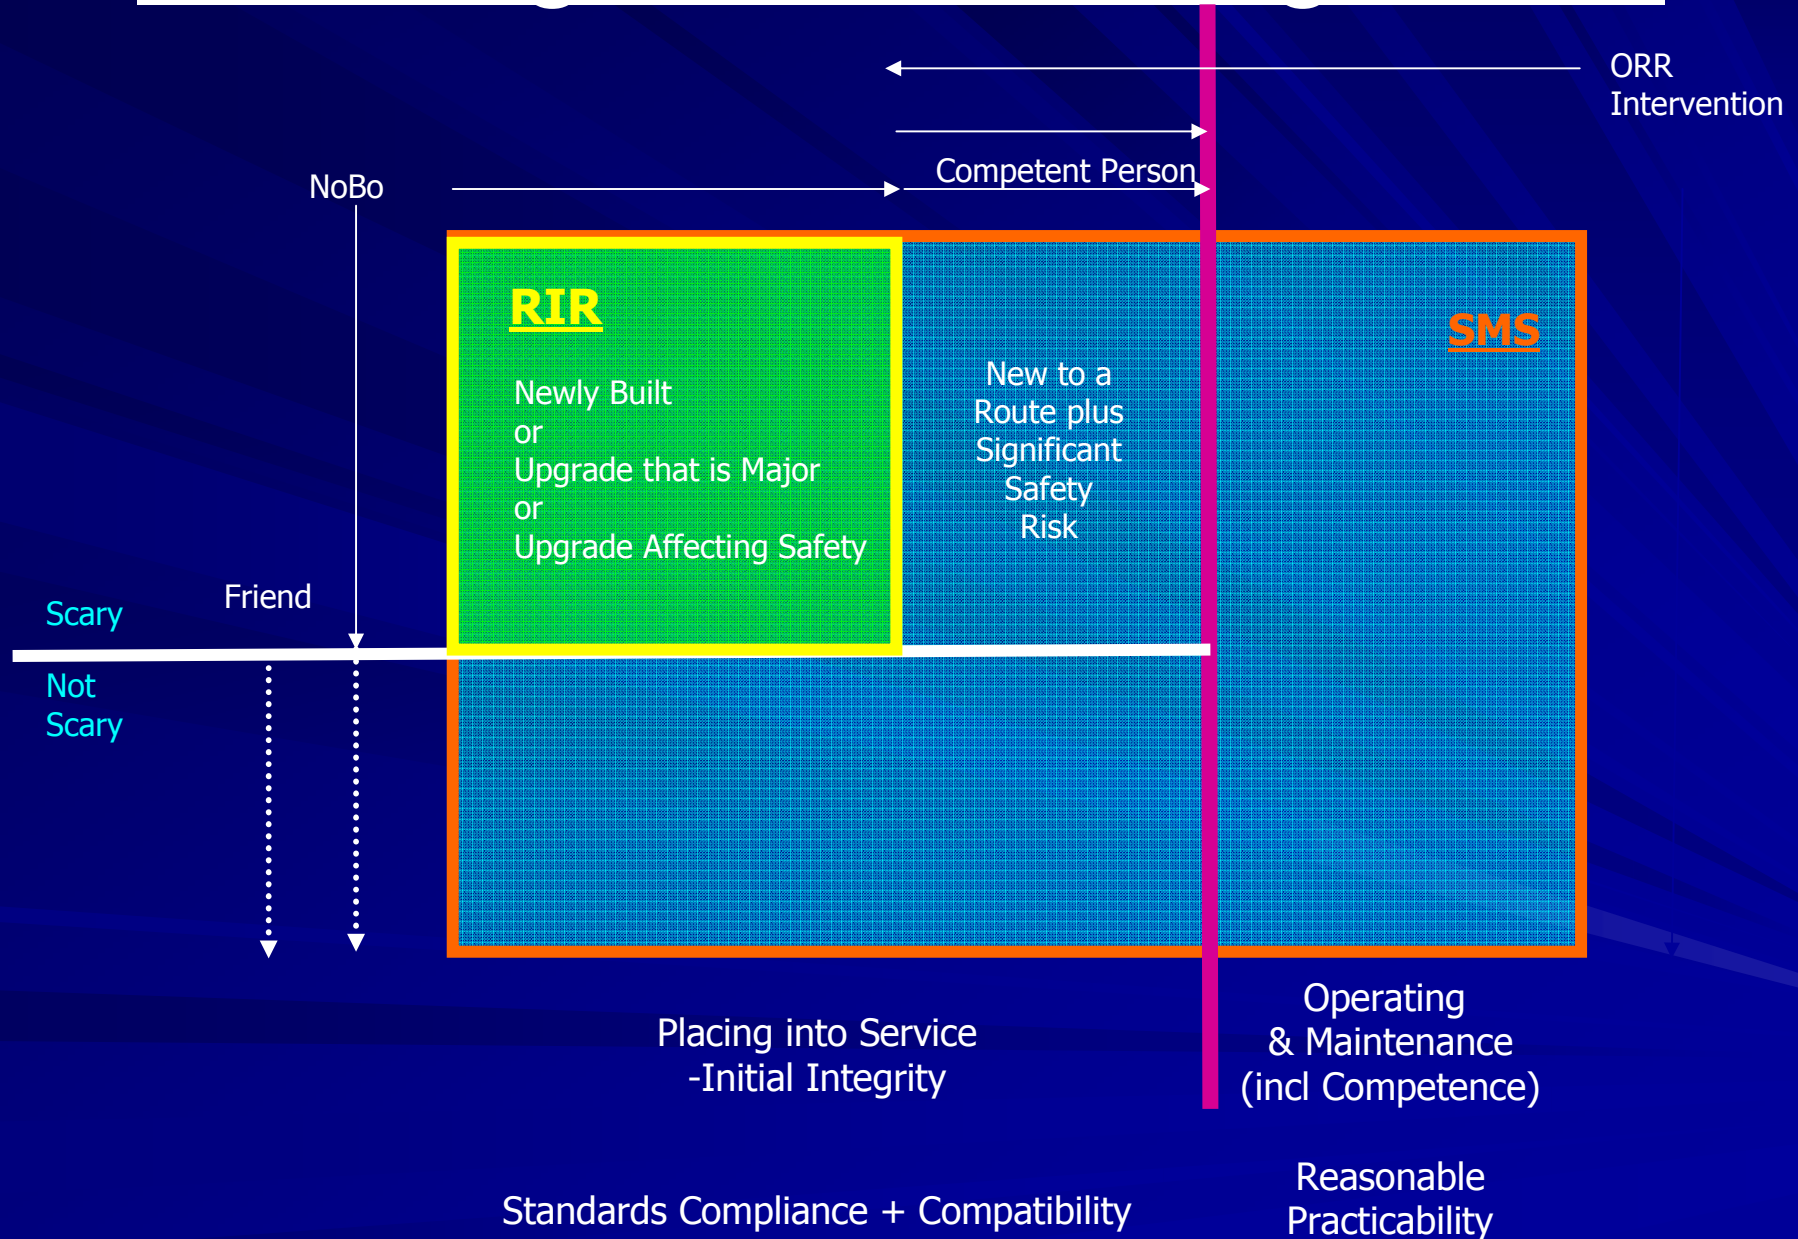 ORR
Intervention
Competent Person
NoBo
RIR
SMS
New to a
Route plus
Significant
Safety
Risk
Newly Built
or
Upgrade that is Major
or
Upgrade Affecting Safety
Friend
Scary
Not
Scary
Placing into Service
-Initial Integrity
Operating
& Maintenance
(incl Competence)
Standards Compliance + Compatibility
Reasonable
Practicability